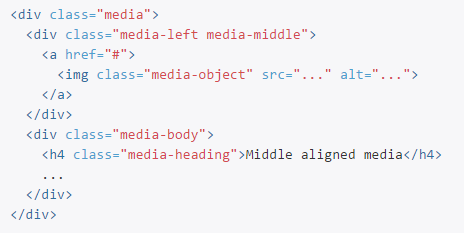 <div class="media">
  <div class="media-left media-middle">
    <a href="#">
      <img class="media-object" src="..." alt="...">
    </a>
  </div>
  <div class="media-body">
    <h4 class="media-heading">Middle aligned media</h4>
    ...
  </div>
</div>